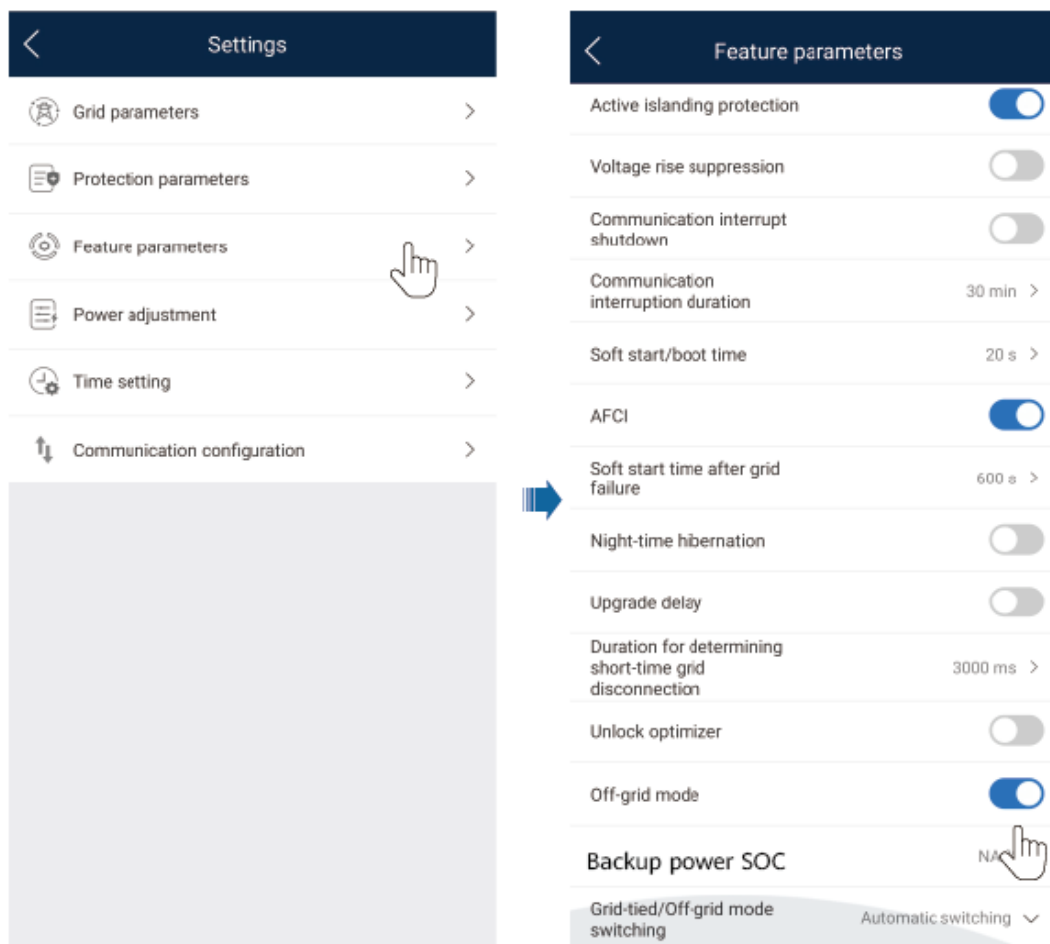 Settings
Grid parameters
Protection parameters
Feature parameters
Power adjustment
Time setting
Communication configuration
Feature parameters
Active islanding protection
Voltage rise suppression
Communication interrupt
shutdown
Communication
interruption duration
30 min
Soft start/boot time
20 s
AFCI
Soft start time after grid
failure
600 s
Night-time hibernation
Upgrade delay
Duration for determining
short-time grid
disconnection
3000 ms
Unlock optimizer
Off-grid mode
Backup power SOC
NA
Grid-tied/Off-grid mode
switching
Automatic switching